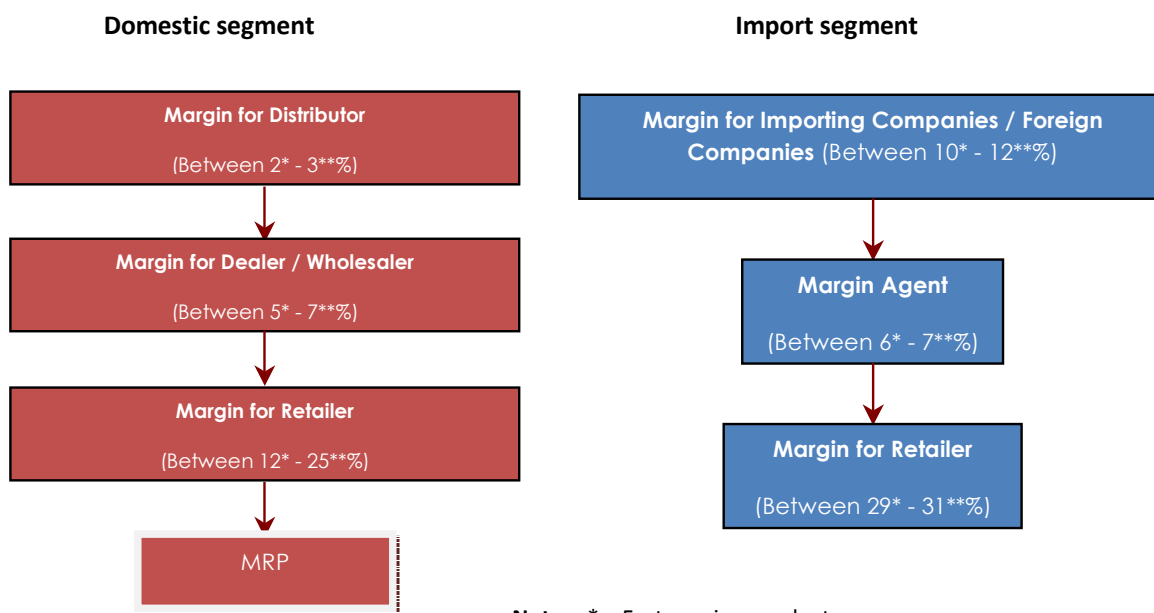 Domestic segment
Import segment
Margin for Distributor
(Between 2* - 3**%)
Margin for Dealer / Wholesaler
(Between 5* - 7**%)
Margin for Retailer
(Between 12* - 25**%)
MRP
Margin for Importing Companies / Foreign
Companies (Between 10* - 12**%)
Margin Agent
(Between 6* - 7**%)
Margin for Retailer
(Between 29* - 31**%)